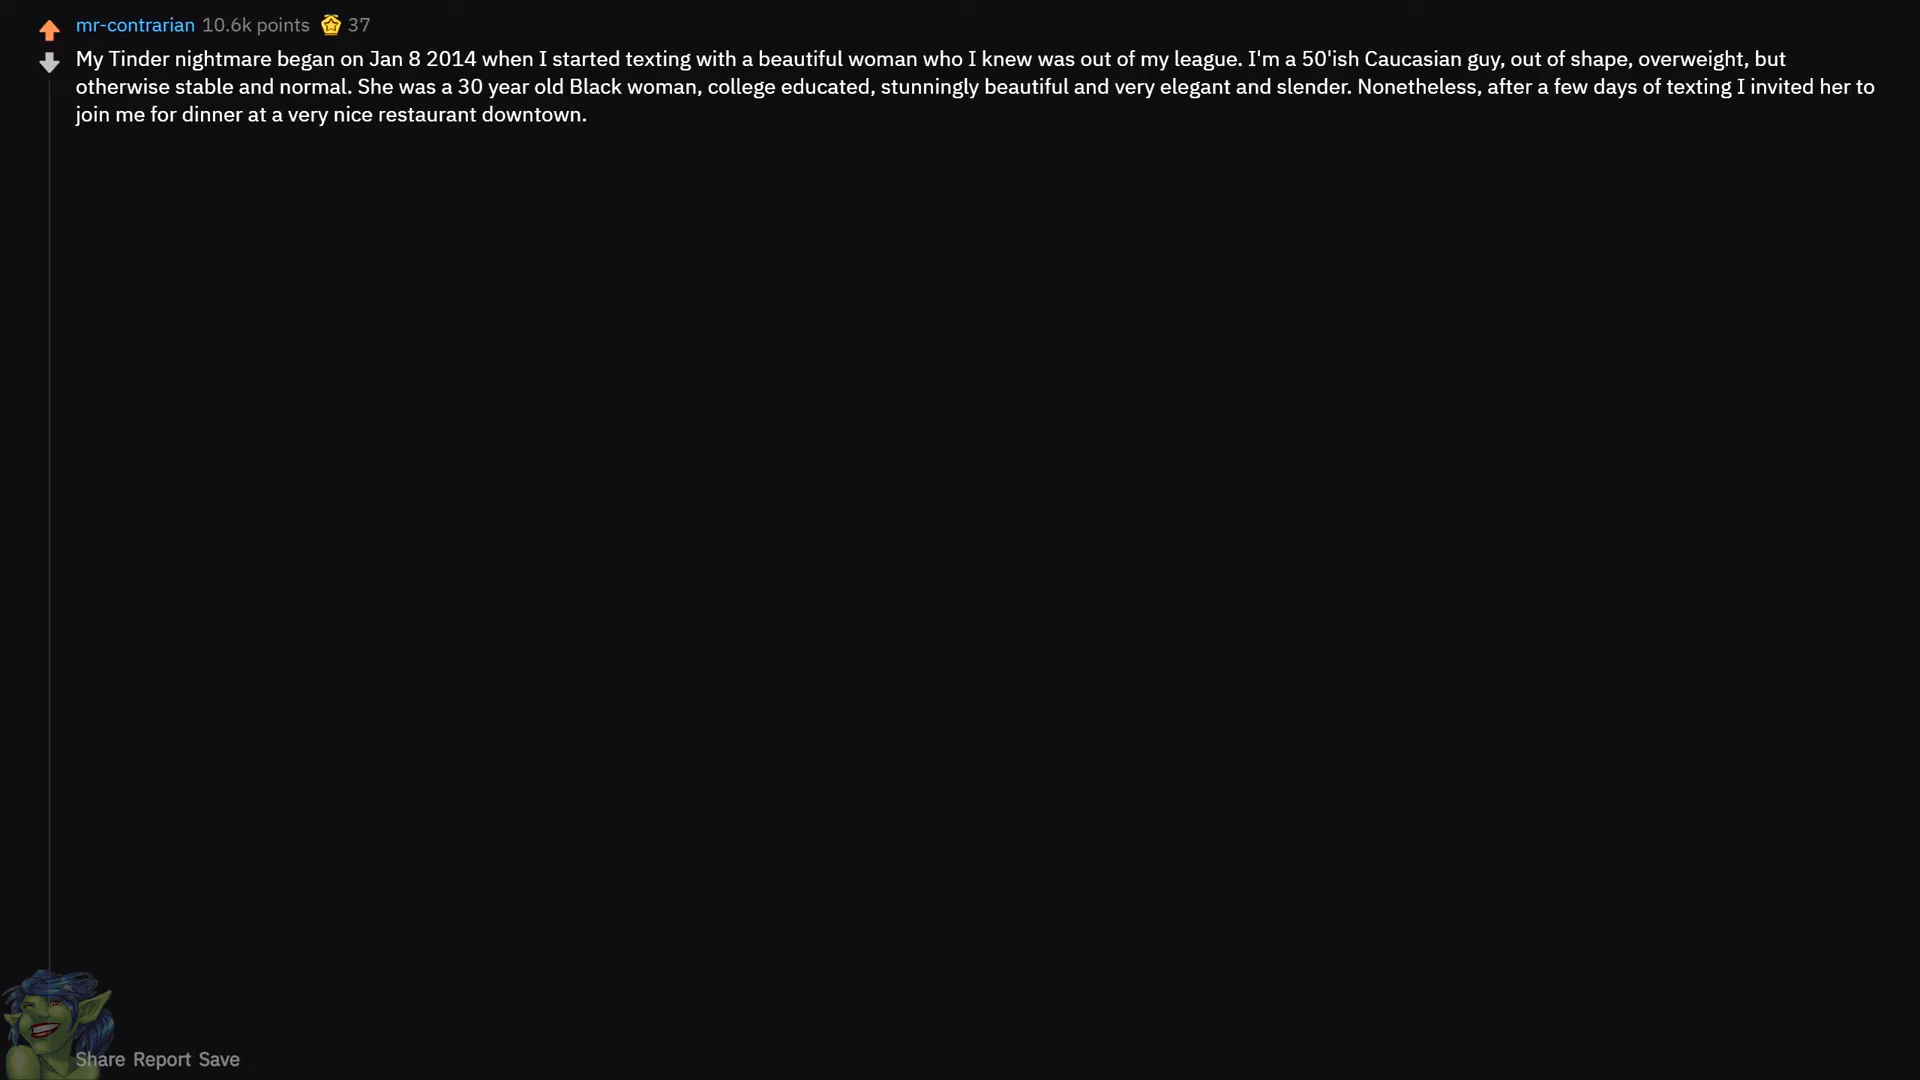 mr-contrarian 10.6k points 37
My Tinder nightmare began on Jan 8 2014 when I started texting with a beautiful woman who I knew was out of my league. I'm a 50'ish Caucasian guy, out of shape, overweight, but
otherwise stable and normal. She was a 30 year old Black woman, college educated, stunningly beautiful and very elegant and slender. Nonetheless, after a few days of texting I invited her to
join me for dinner at a very nice restaurant downtown.
Share Report Save